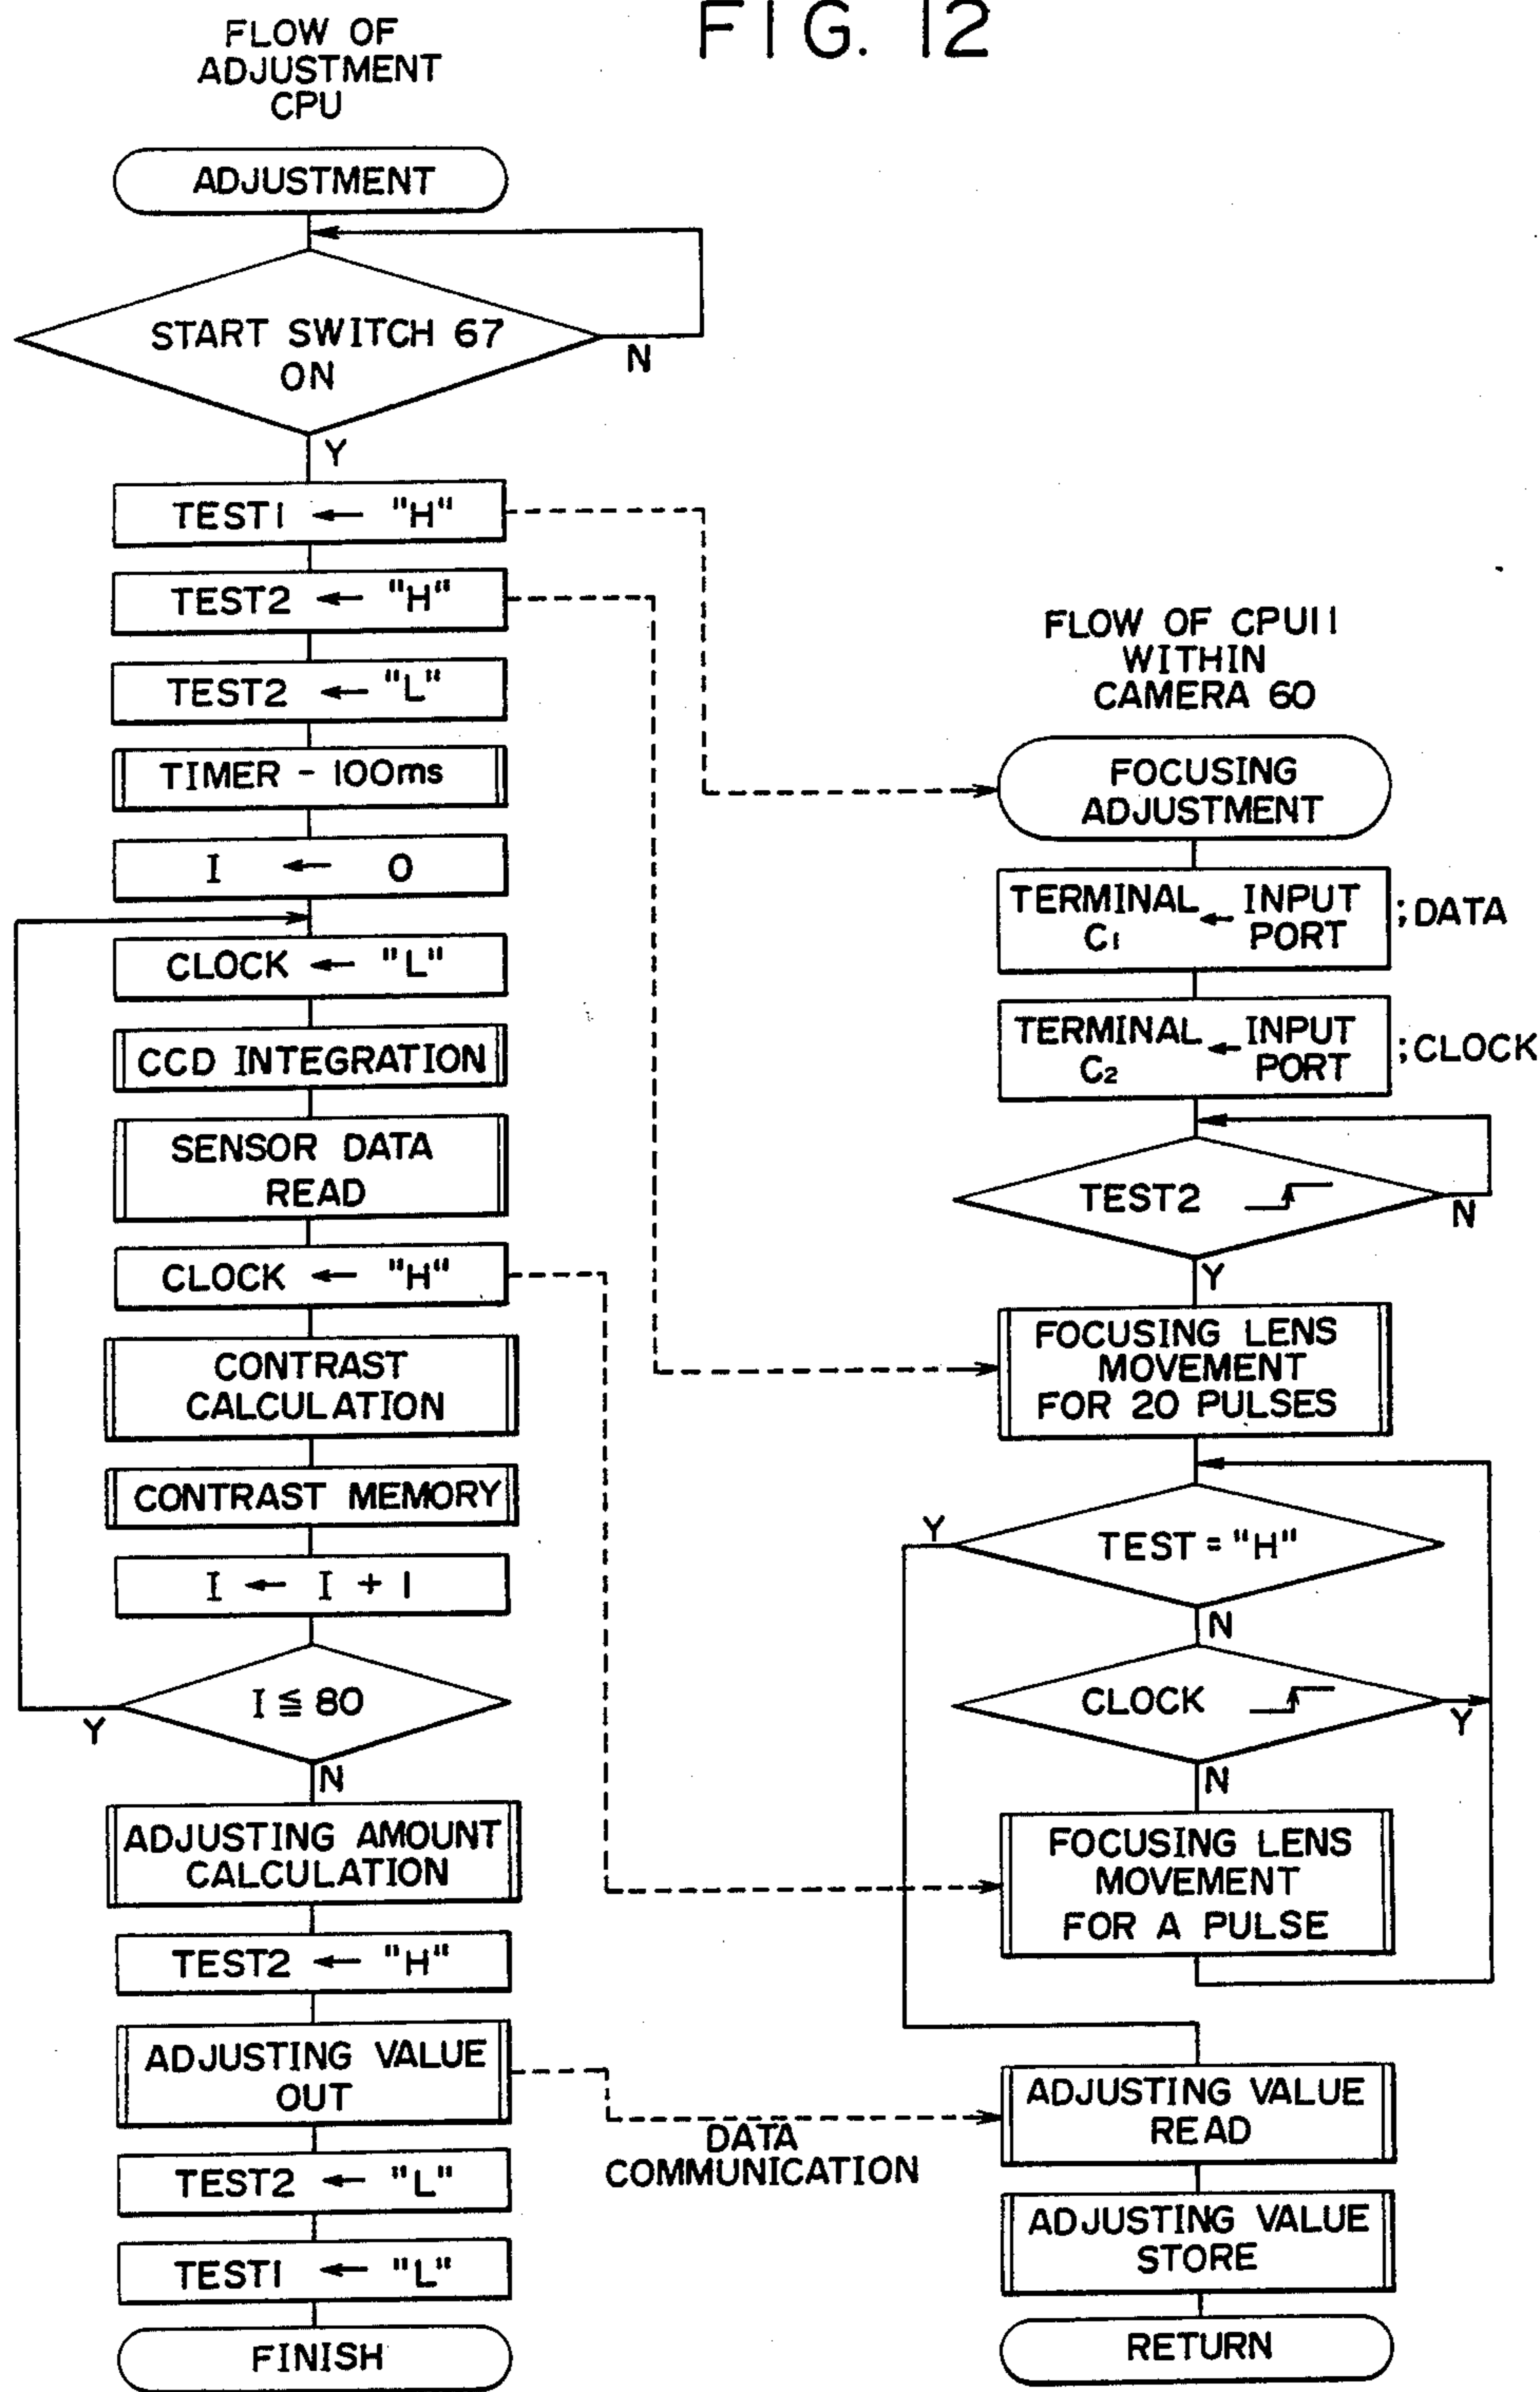 FIG. 12
FLOW OF
ADJUSTMENT
CPU
ADJUSTMENT
START SWITCH 67
ON
N
Y
TEST1 ← "H"
TEST2 ← "H"
TEST2 ← "L"
TIMER - 100ms
I ← 0
CLOCK ← "L"
CCD INTEGRATION
SENSOR DATA
READ
CLOCK ← "H"
CONTRAST
CALCULATION
CONTRAST MEMORY
I ← I + 1
I ≦ 80
Y
N
ADJUSTING AMOUNT
CALCULATION
TEST2 ← "H"
ADJUSTING VALUE
OUT
TEST2 ← "L"
TEST1 ← "L"
FINISH
DATA
COMMUNICATION
FLOW OF CPU11
WITHIN
CAMERA 60
FOCUSING
ADJUSTMENT
TERMINAL ← INPUT
C1 PORT
;DATA
TERMINAL ← INPUT
C2 PORT
;CLOCK
TEST2
N
Y
FOCUSING LENS
MOVEMENT
FOR 20 PULSES
Y
TEST = "H"
N
CLOCK
Y
N
FOCUSING LENS
MOVEMENT
FOR A PULSE
ADJUSTING VALUE
READ
ADJUSTING VALUE
STORE
RETURN